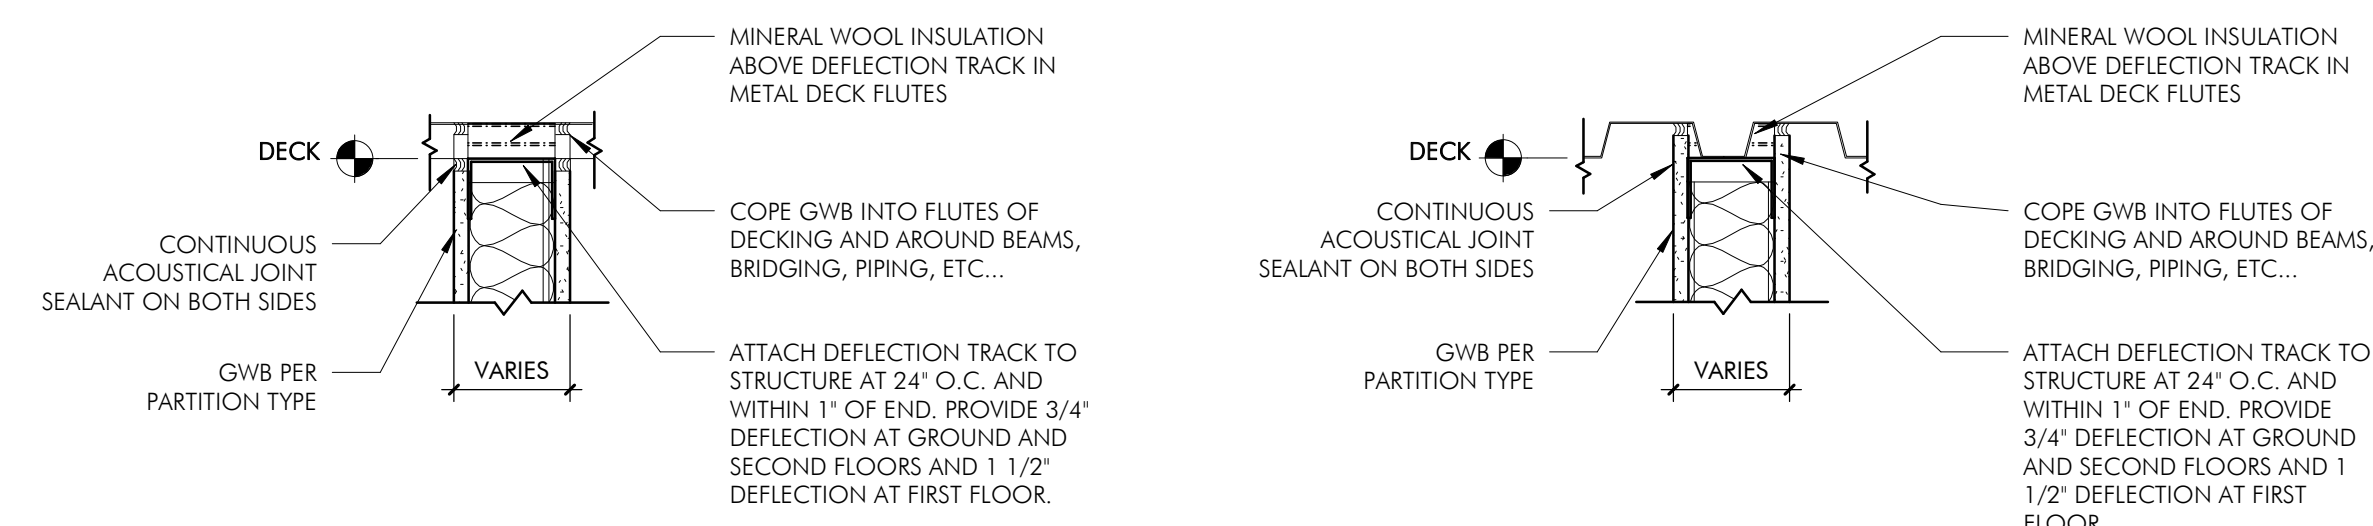 MINERAL WOOL INSULATION
ABOVE DEFLECTION TRACK IN
METAL DECK FLUTES
DECK
CONTINUOUS
ACOUSTICAL JOINT
SEALANT ON BOTH SIDES
COPE GWB INTO FLUTES OF
DECKING AND AROUND BEAMS,
BRIDGING, PIPING, ETC...
GWB PER
PARTITION TYPE
VARIES
ATTACH DEFLECTION TRACK TO
STRUCTURE AT 24" O.C. AND
WITHIN 1" OF END. PROVIDE 3/4"
DEFLECTION AT GROUND AND
SECOND FLOORS AND 1 1/2"
DEFLECTION AT FIRST FLOOR.
MINERAL WOOL INSULATION
ABOVE DEFLECTION TRACK IN
METAL DECK FLUTES
DECK
CONTINUOUS
ACOUSTICAL JOINT
SEALANT ON BOTH SIDES
COPE GWB INTO FLUTES OF
DECKING AND AROUND BEAMS,
BRIDGING, PIPING, ETC...
GWB PER
PARTITION TYPE
VARIES
ATTACH DEFLECTION TRACK TO
STRUCTURE AT 24" O.C. AND
WITHIN 1" OF END. PROVIDE
3/4" DEFLECTION AT GROUND
AND SECOND FLOORS AND 1
1/2" DEFLECTION AT FIRST
FLOOR